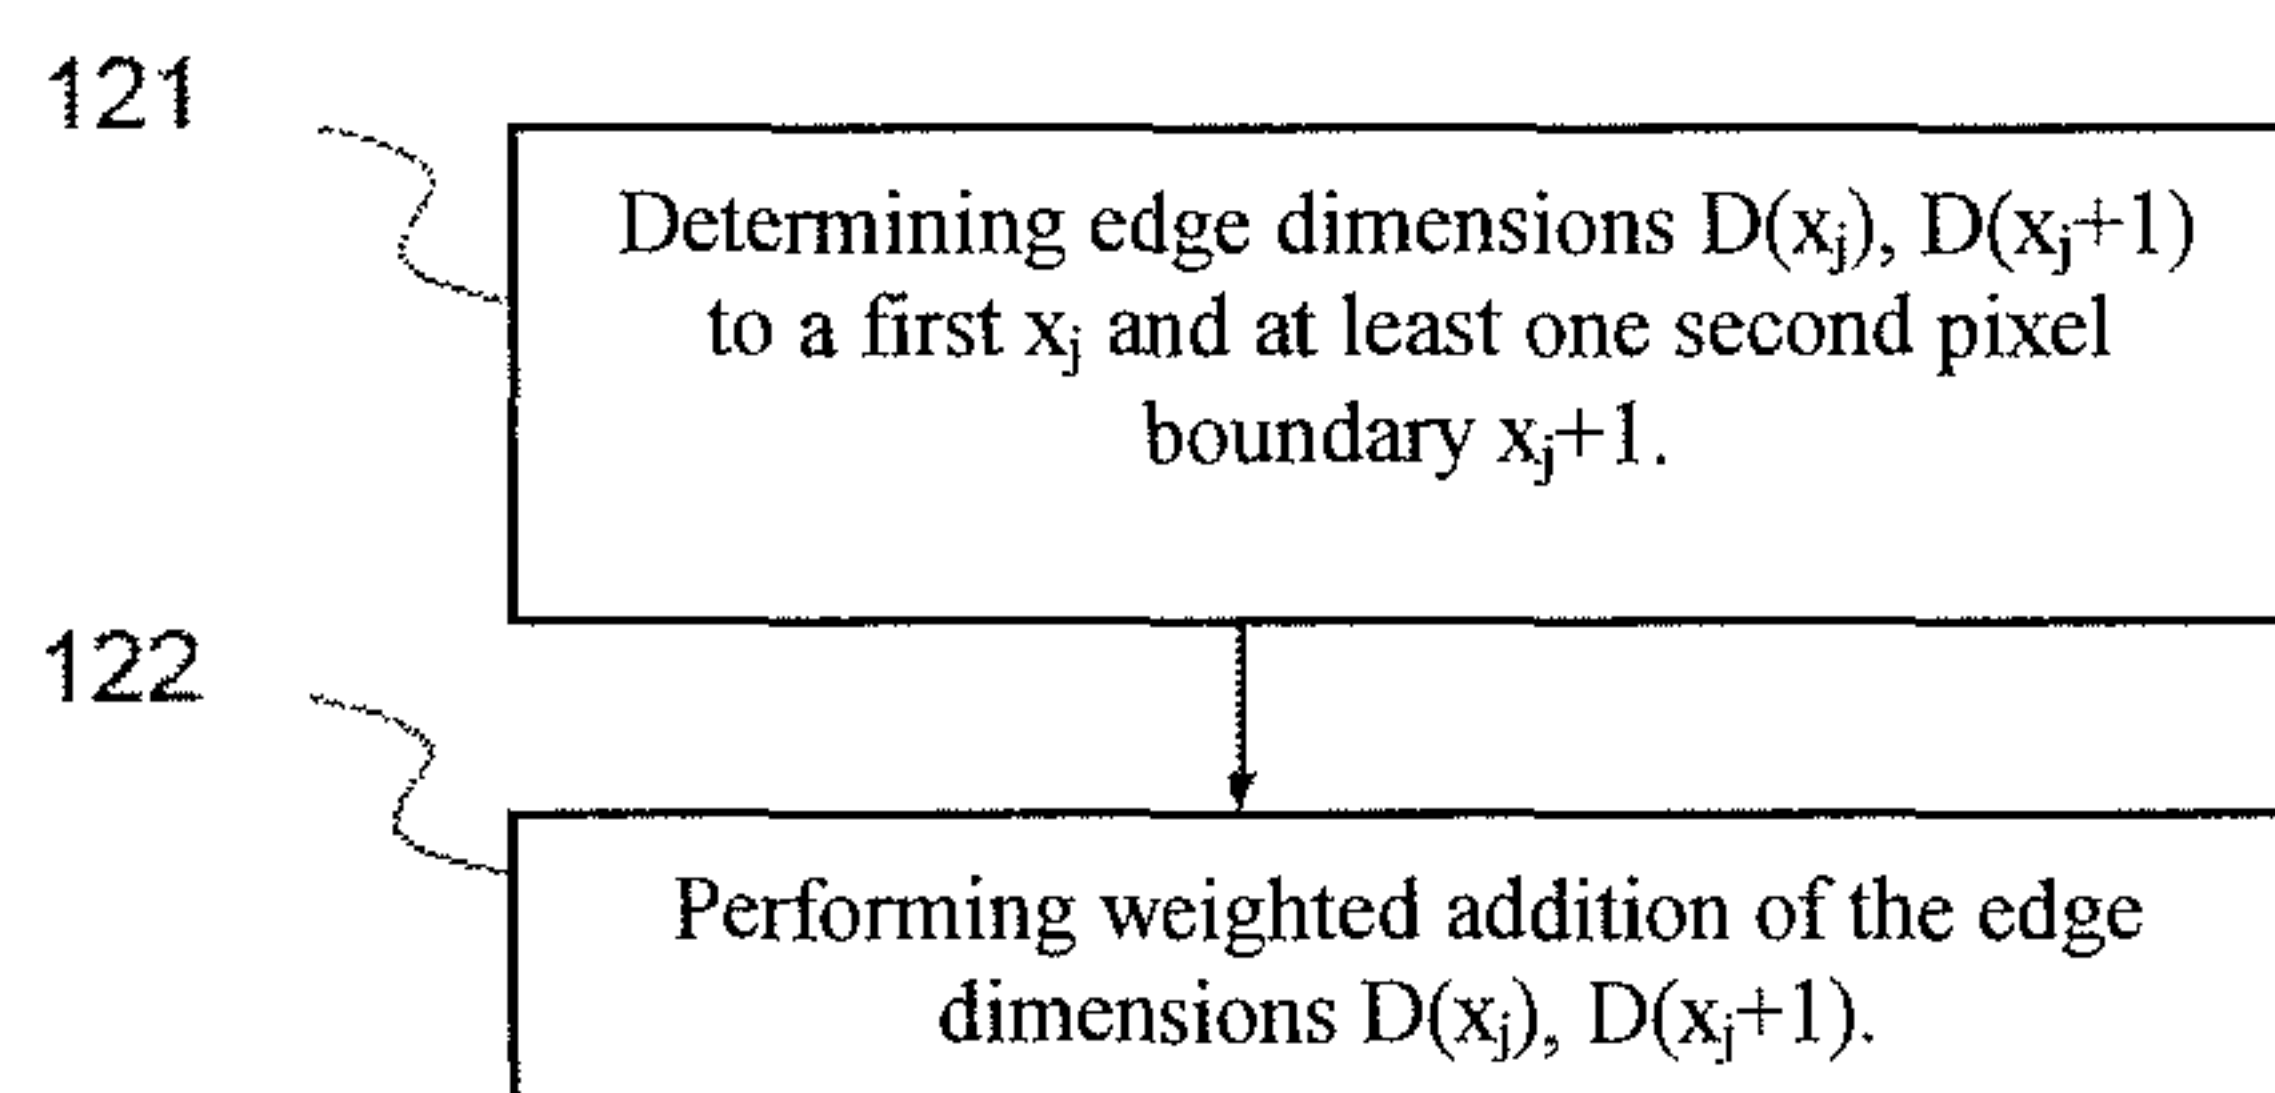 121
Determining edge dimensions D(xⱼ), D(xⱼ+1)
to a first xⱼ and at least one second pixel
boundary xⱼ+1.
122
Performing weighted addition of the edge
dimensions D(xⱼ), D(xⱼ+1).